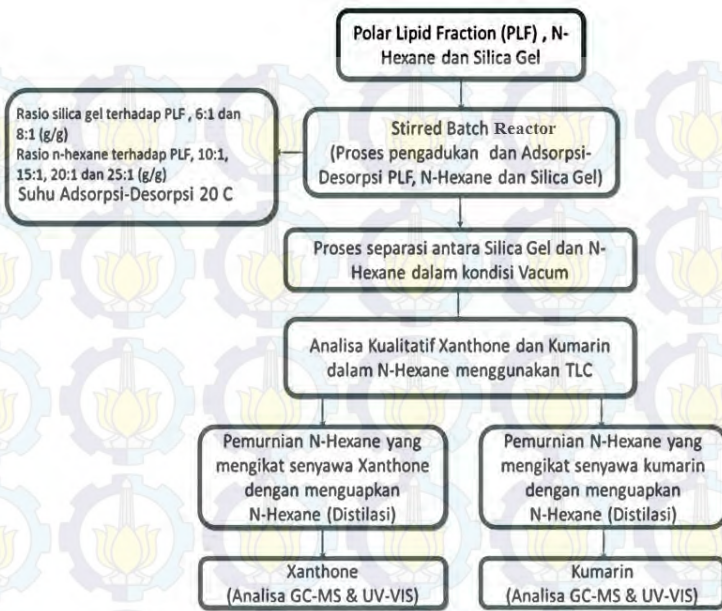 Polar Lipid Fraction (PLF) , N-
Hexane dan Silica Gel
Rasio silica gel terhadap PLF , 6:1 dan
8:1 (g/g)
Rasio n-hexane terhadap PLF, 10:1,
15:1, 20:1 dan 25:1 (g/g)
Suhu Adsorpsi-Desorpsi 20 C
Stirred Batch Reactor
(Proses pengadukan dan Adsorpsi-
Desorpsi PLF, N-Hexane dan Silica Gel)
Proses separasi antara Silica Gel dan N-
Hexane dalam kondisi Vacum
Analisa Kualitatif Xanthone dan Kumarin
dalam N-Hexane menggunakan TLC
Pemurnian N-Hexane yang
mengikat senyawa Xanthone
dengan menguapkan
N-Hexane (Distilasi)
Pemurnian N-Hexane yang
mengikat senyawa kumarin
dengan menguapkan
N-Hexane (Distilasi)
Xanthone
(Analisa GC-MS & UV-VIS)
Kumarin
(Analisa GC-MS & UV-VIS)